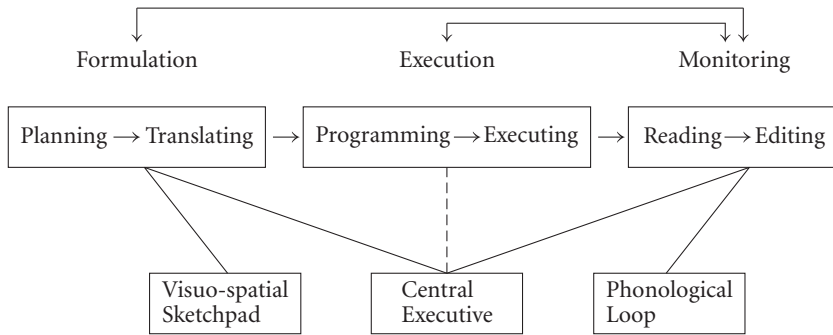 Formulation Execution Monitoring
Planning → Translating → Programming → Executing → Reading → Editing
Visuo-spatial Sketchpad
Central Executive
Phonological Loop